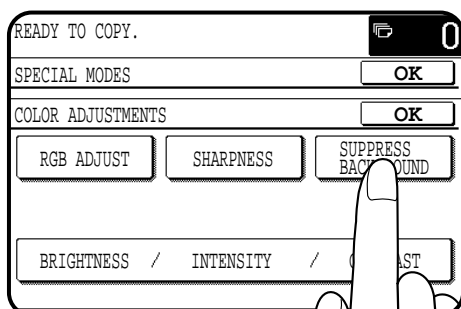 READY TO COPY.
0
SPECIAL MODES
OK
COLOR ADJUSTMENTS
OK
RGB ADJUST
SHARPNESS
SUPPRESS
BRIGHTNESS / INTENSITY /